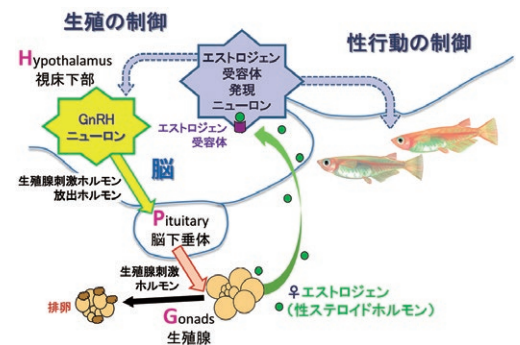 生殖の制御
性行動の制御
Hypothalamus
視床下部
エストロジェン
受容体
発現
ニューロン
GnRH
ニューロン
エストロジェン
受容体
脳
生殖腺刺激ホルモン
放出ホルモン
Pituitary
脳下垂体
生殖腺刺激
ホルモン
排卵
Gonads
生殖腺
♀エストロジェン
(性ステロイドホルモン)